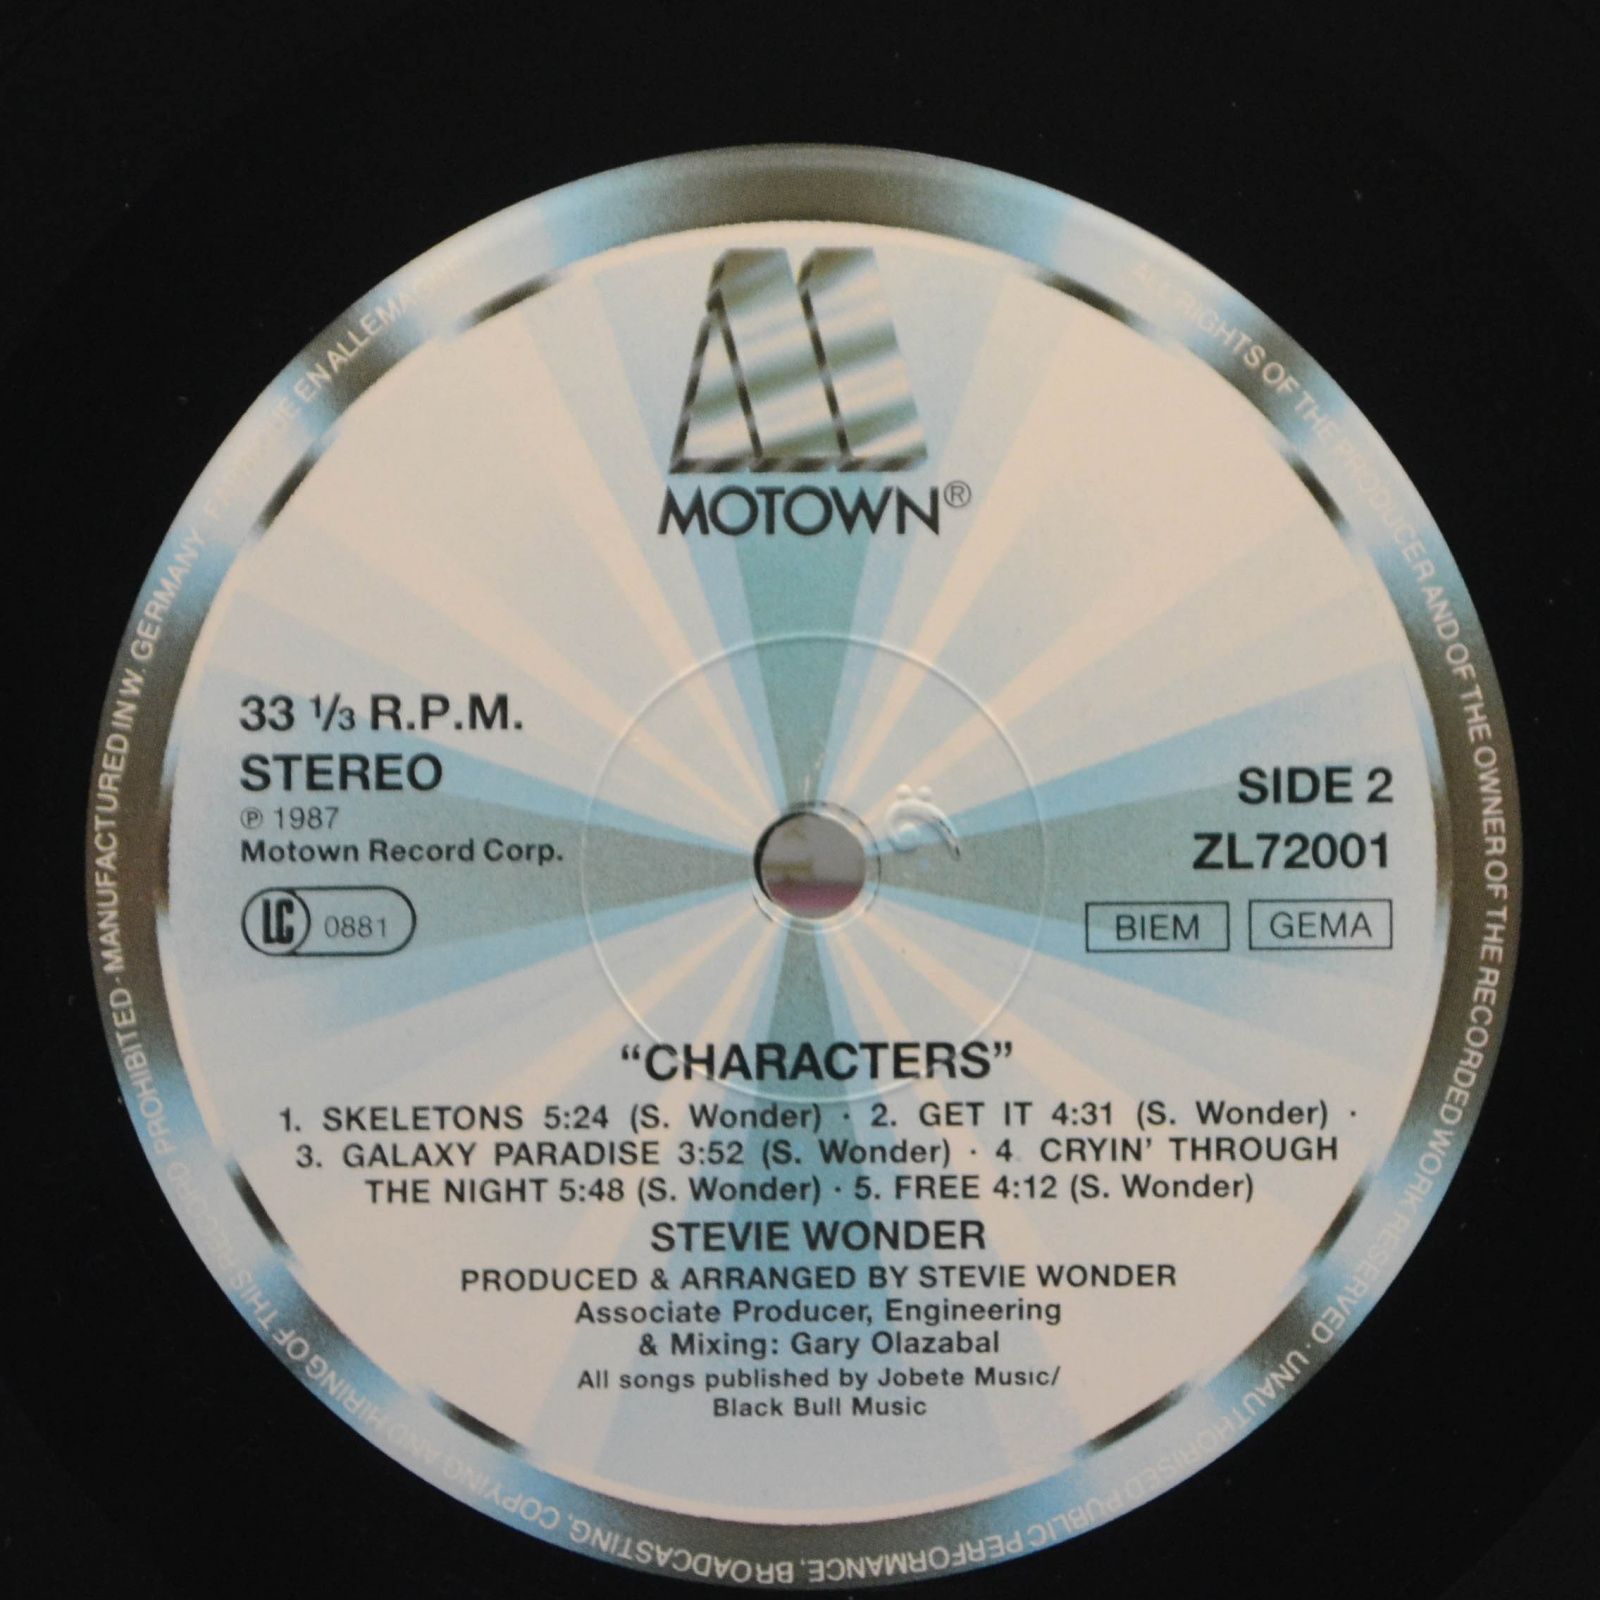 MOTOWN®
33 1/3 R.P.M.
STEREO
℗ 1987
Motown Record Corp.
LC 0881
SIDE 2
ZL72001
BIEM GEMA
“CHARACTERS”
1. SKELETONS 5:24 (S. Wonder) · 2. GET IT 4:31 (S. Wonder) ·
3. GALAXY PARADISE 3:52 (S. Wonder) · 4. CRYIN’ THROUGH
THE NIGHT 5:48 (S. Wonder) · 5. FREE 4:12 (S. Wonder)
STEVIE WONDER
PRODUCED & ARRANGED BY STEVIE WONDER
Associate Producer, Engineering
& Mixing: Gary Olazabal
All songs published by Jobete Music/
Black Bull Music
ALL RIGHTS OF THE PRODUCER AND OF THE OWNER OF THE RECORDED WORK RESERVED · UNAUTHORISED PUBLIC PERFORMANCE, BROADCASTING, COPYING AND HIRING OF THIS RECORD PROHIBITED · MANUFACTURED IN W. GERMANY EN